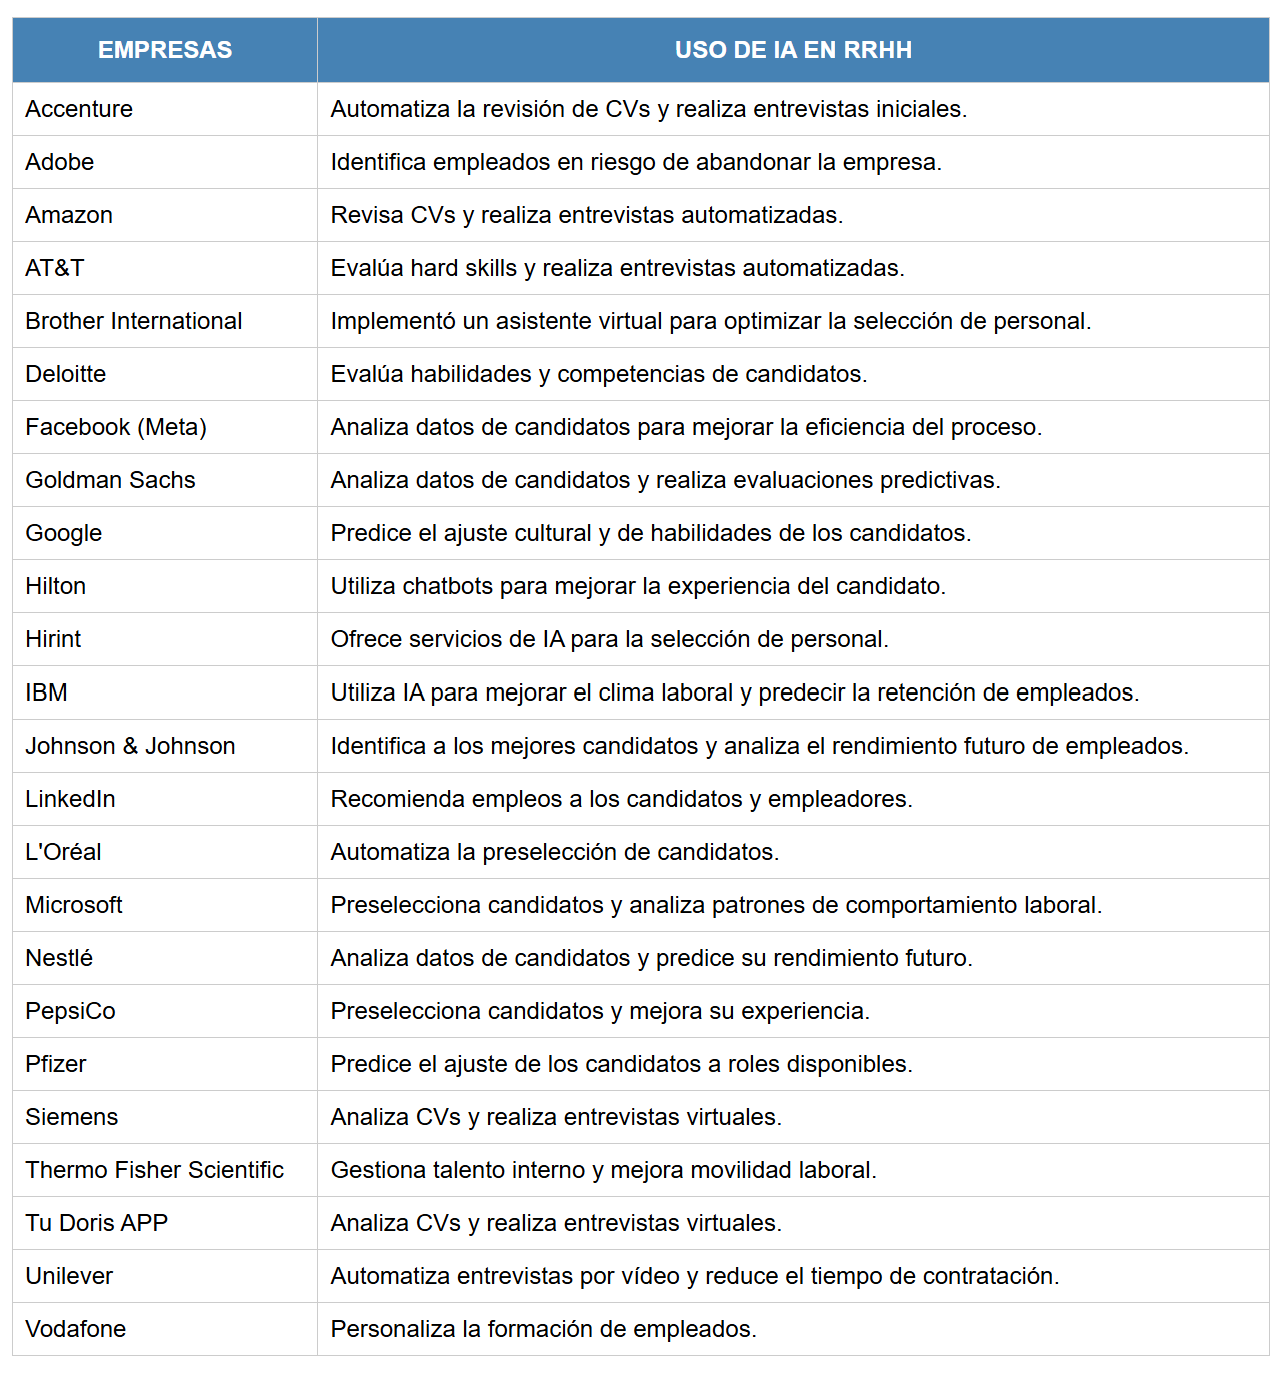 EMPRESAS USO DE IA EN RRHH
Accenture Automatiza la revisión de CVs y realiza entrevistas iniciales.
Adobe Identifica empleados en riesgo de abandonar la empresa.
Amazon Revisa CVs y realiza entrevistas automatizadas.
AT&T Evalúa hard skills y realiza entrevistas automatizadas.
Brother International Implementó un asistente virtual para optimizar la selección de personal.
Deloitte Evalúa habilidades y competencias de candidatos.
Facebook (Meta) Analiza datos de candidatos para mejorar la eficiencia del proceso.
Goldman Sachs Analiza datos de candidatos y realiza evaluaciones predictivas.
Google Predice el ajuste cultural y de habilidades de los candidatos.
Hilton Utiliza chatbots para mejorar la experiencia del candidato.
Hirint Ofrece servicios de IA para la selección de personal.
IBM Utiliza IA para mejorar el clima laboral y predecir la retención de empleados.
Johnson & Johnson Identifica a los mejores candidatos y analiza el rendimiento futuro de empleados.
LinkedIn Recomienda empleos a los candidatos y empleadores.
L'Oréal Automatiza la preselección de candidatos.
Microsoft Preselecciona candidatos y analiza patrones de comportamiento laboral.
Nestlé Analiza datos de candidatos y predice su rendimiento futuro.
PepsiCo Preselecciona candidatos y mejora su experiencia.
Pfizer Predice el ajuste de los candidatos a roles disponibles.
Siemens Analiza CVs y realiza entrevistas virtuales.
Thermo Fisher Scientific Gestiona talento interno y mejora movilidad laboral.
Tu Doris APP Analiza CVs y realiza entrevistas virtuales.
Unilever Automatiza entrevistas por vídeo y reduce el tiempo de contratación.
Vodafone Personaliza la formación de empleados.